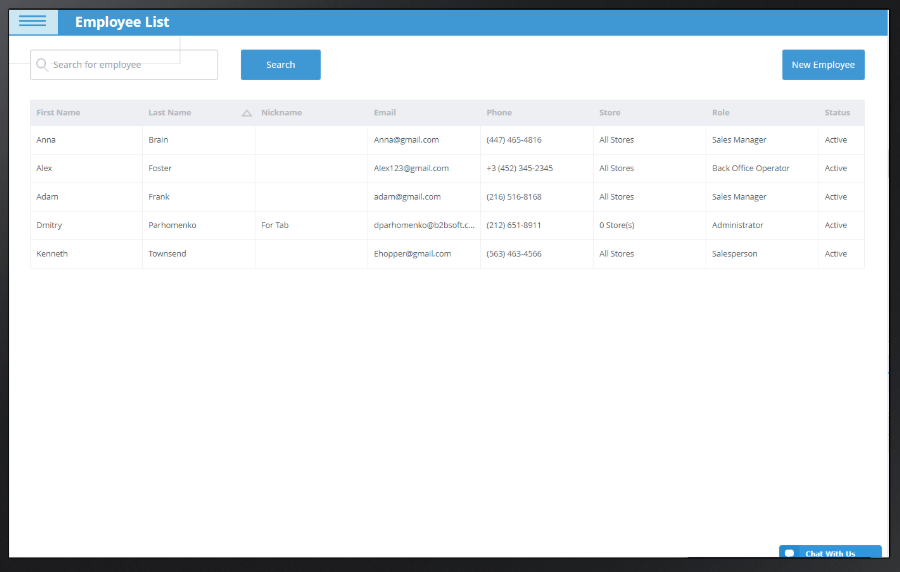 Employee List
Search for employee Search New Employee
First Name Last Name Nickname Email Phone Store Role Status
Anna Brain Anna@gmail.com (447) 465-4816 All Stores Sales Manager Active
Alex Foster Alex123@gmail.com +3 (452) 345-2345 All Stores Back Office Operator Active
Adam Frank adam@gmail.com (216) 516-8168 All Stores Sales Manager Active
Dmitry Parhomenko For Tab dparhomenko@b2bsoft.c... (212) 651-8911 0 Store(s) Administrator Active
Kenneth Townsend Ehopper@gmail.com (563) 463-4566 All Stores Salesperson Active
Chat With Us